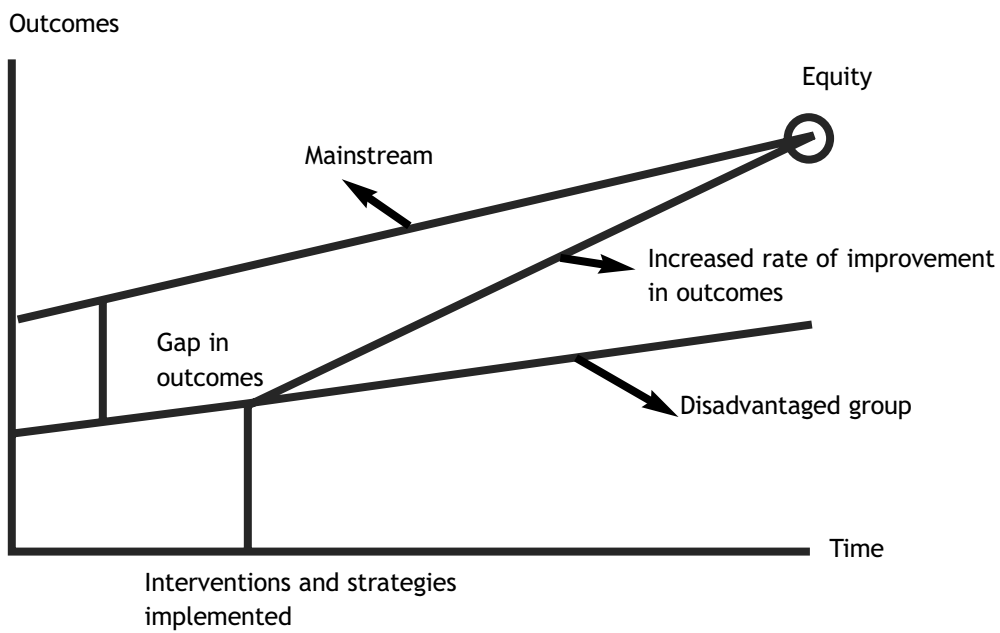 Outcomes
Equity
Mainstream
Increased rate of improvement
in outcomes
Gap in
outcomes
Disadvantaged group
Time
Interventions and strategies
implemented